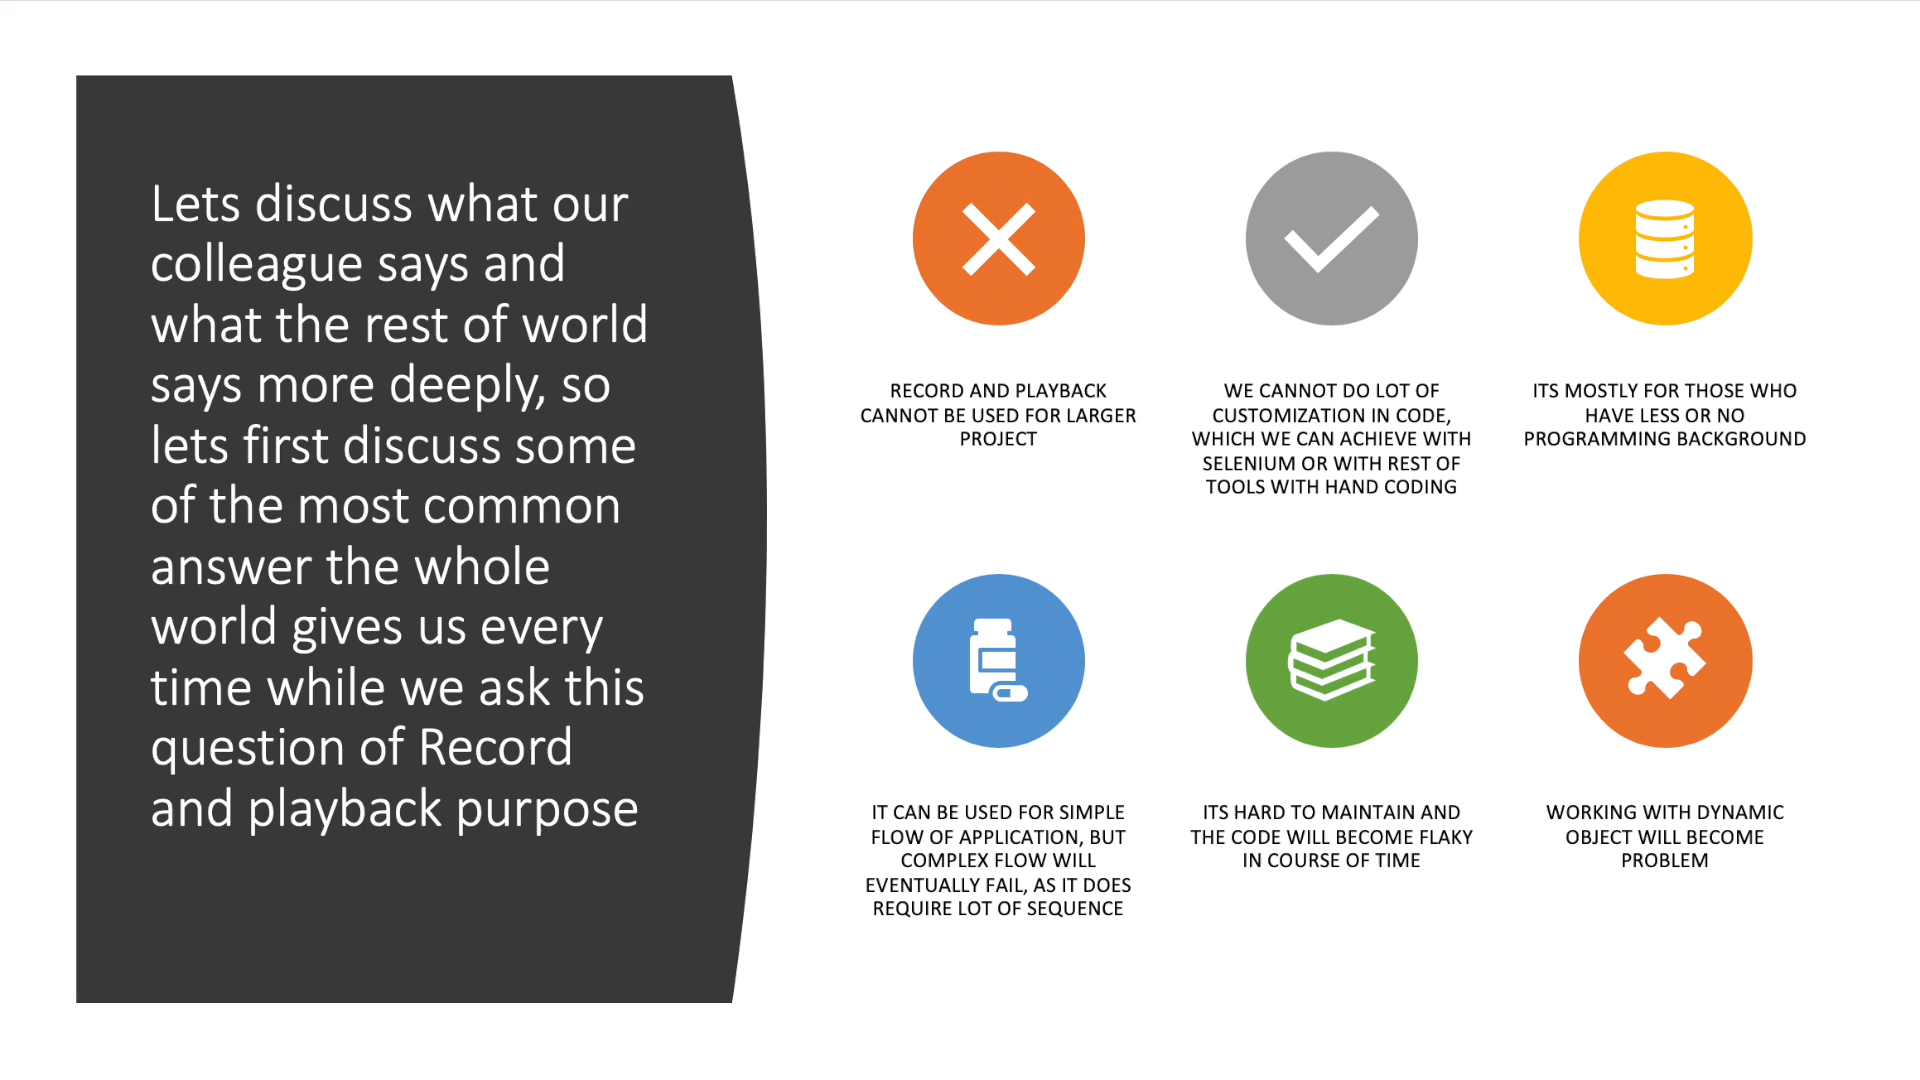 Lets discuss what our
colleague says and
what the rest of world
says more deeply, so
lets first discuss some
of the most common
answer the whole
world gives us every
time while we ask this
question of Record
and playback purpose
RECORD AND PLAYBACK
CANNOT BE USED FOR LARGER
PROJECT
WE CANNOT DO LOT OF
CUSTOMIZATION IN CODE,
WHICH WE CAN ACHIEVE WITH
SELENIUM OR WITH REST OF
TOOLS WITH HAND CODING
ITS MOSTLY FOR THOSE WHO
HAVE LESS OR NO
PROGRAMMING BACKGROUND
IT CAN BE USED FOR SIMPLE
FLOW OF APPLICATION, BUT
COMPLEX FLOW WILL
EVENTUALLY FAIL, AS IT DOES
REQUIRE LOT OF SEQUENCE
ITS HARD TO MAINTAIN AND
THE CODE WILL BECOME FLAKY
IN COURSE OF TIME
WORKING WITH DYNAMIC
OBJECT WILL BECOME
PROBLEM